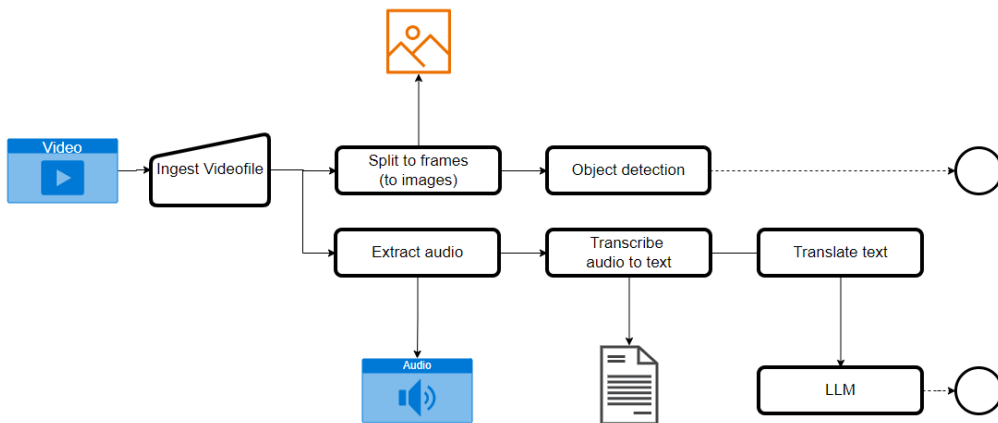 Video
Ingest Videofile
Split to frames
(to images)
Object detection
Extract audio
Transcribe
audio to text
Translate text
Audio
LLM